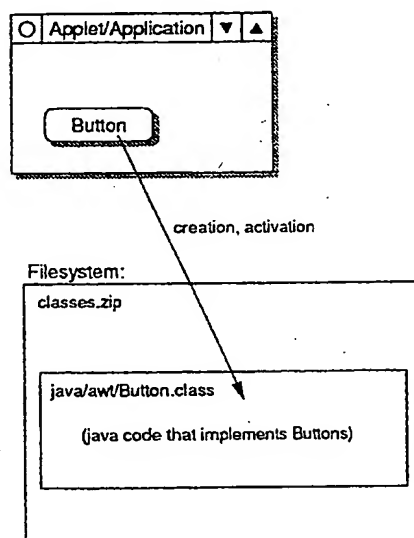 Applet/Application
Button
creation, activation
Filesystem:
classes.zip
java/awt/Button.class
(java code that implements Buttons)